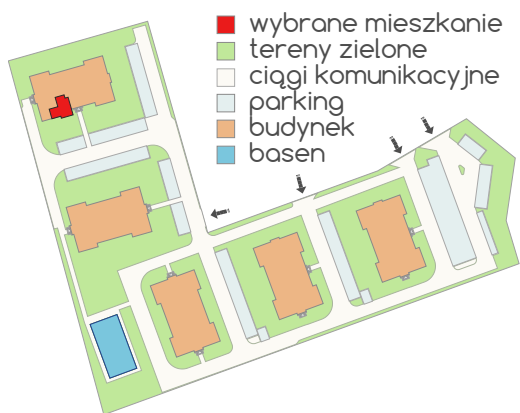 wybrane mieszkanie
tereny zielone
ciągi komunikacyjne
parking
budynek
basen